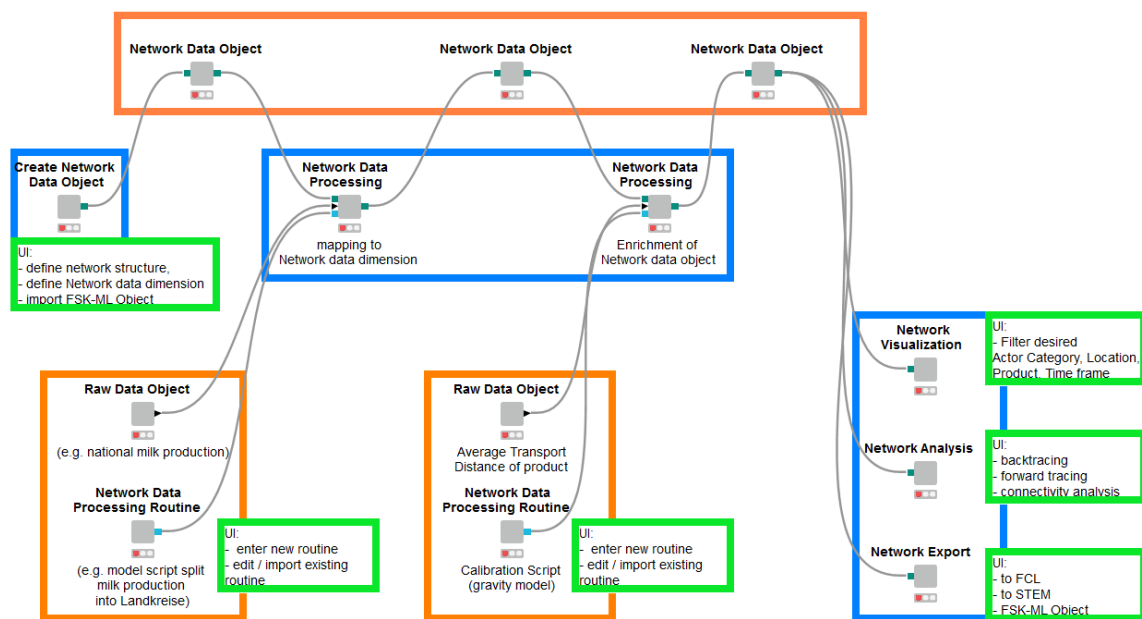 Network Data Object
Network Data Object
Network Data Object
Create Network
Data Object
UI:
- define network structure,
- define Network data dimension
- import FSK-ML Object
Network Data
Processing
mapping to
Network data dimension
Network Data
Processing
Enrichment of
Network data object
Raw Data Object
(e.g. national milk production)
Network Data
Processing Routine
(e.g. model script split
milk production
into Landkreise)
UI:
- enter new routine
- edit / import existing
routine
Raw Data Object
Average Transport
Distance of product
Network Data
Processing Routine
Calibration Script
(gravity model)
UI:
- enter new routine
- edit / import existing
routine
Network
Visualization
UI:
- Filter desired
Actor Category, Location,
Product, Time frame
Network Analysis
UI:
- backtracing
- forward tracing
- connectivity analysis
Network Export
UI:
- to FCL
- to STEM
- FSK-ML Object